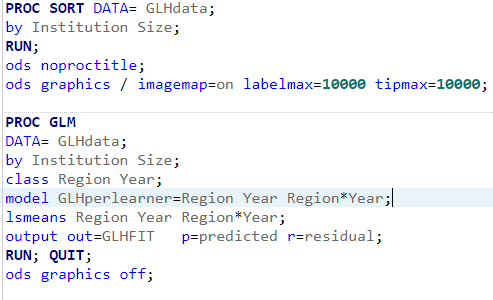 PROC SORT DATA= GLHdata;
by Institution Size;
RUN;
ods noproctitle;
ods graphics / imagemap=on labelmax=10000 tipmax=10000;
PROC GLM
DATA= GLHdata;
by Institution Size;
class Region Year;
model GLHperlearner=Region Year Region*Year;
lsmeans Region Year Region*Year;
output out=GLHFIT   p=predicted r=residual;
RUN; QUIT;
ods graphics off;